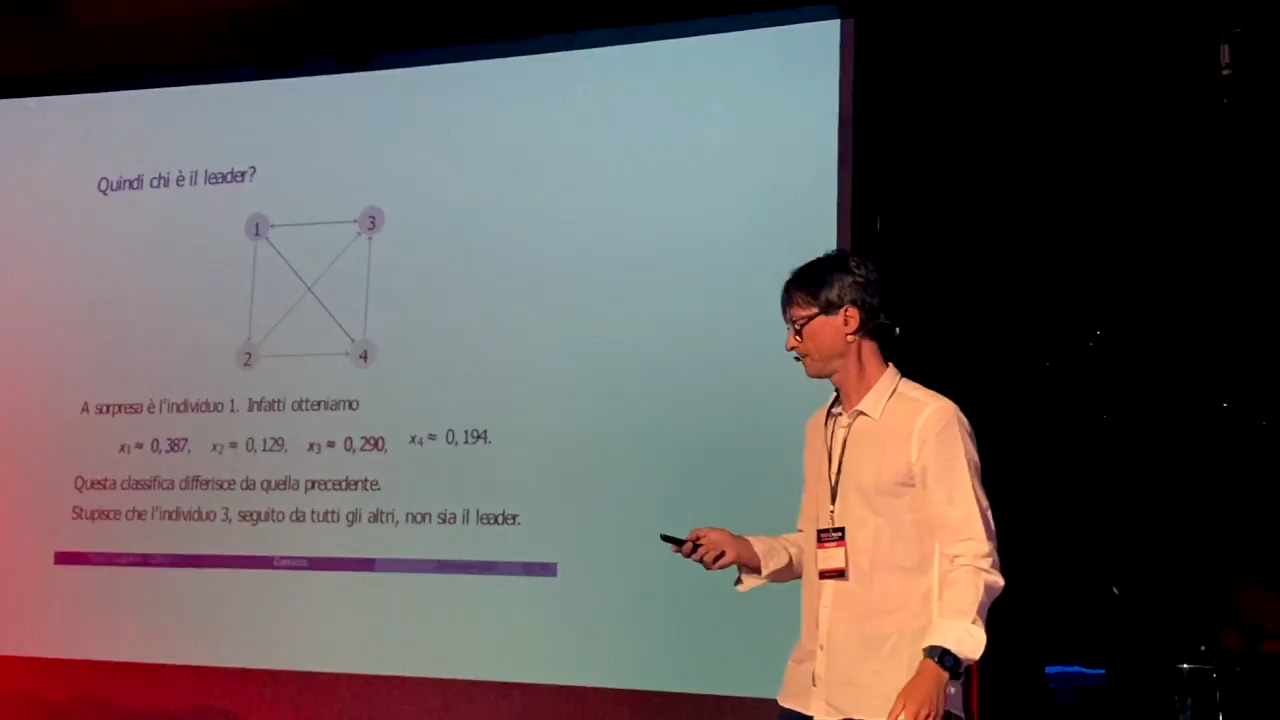 Quindi chi è il leader?
1 3
2 4
A sorpresa è l'individuo 1. Infatti otteniamo
x₁ ≈ 0,387, x₂ ≈ 0,129, x₃ ≈ 0,290, x₄ ≈ 0,194.
Questa classifica differisce da quella precedente.
Stupisce che l'individuo 3, seguito da tutti gli altri, non sia il leader.